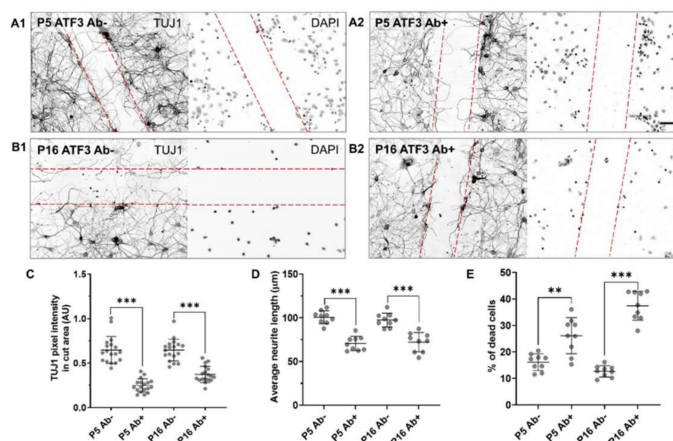 A1
P5 ATF3 Ab-
TUJ1
DAPI
A2
P5 ATF3 Ab+
B1
P16 ATF3 Ab-
TUJ1
DAPI
B2
P16 ATF3 Ab+
C
TUJ1 pixel intensity
in cut area (AU)
1.5
1.0
0.5
0.0
***
***
P5 Ab-
P5 Ab+
P16 Ab-
P16 Ab+
D
Average neurite length (µm)
150
100
75
50
0
***
***
P5 Ab-
P5 Ab+
P16 Ab-
P16 Ab+
E
% of dead cells
50
40
30
20
10
0
**
***
P5 Ab-
P5 Ab+
P16 Ab-
P16 Ab+